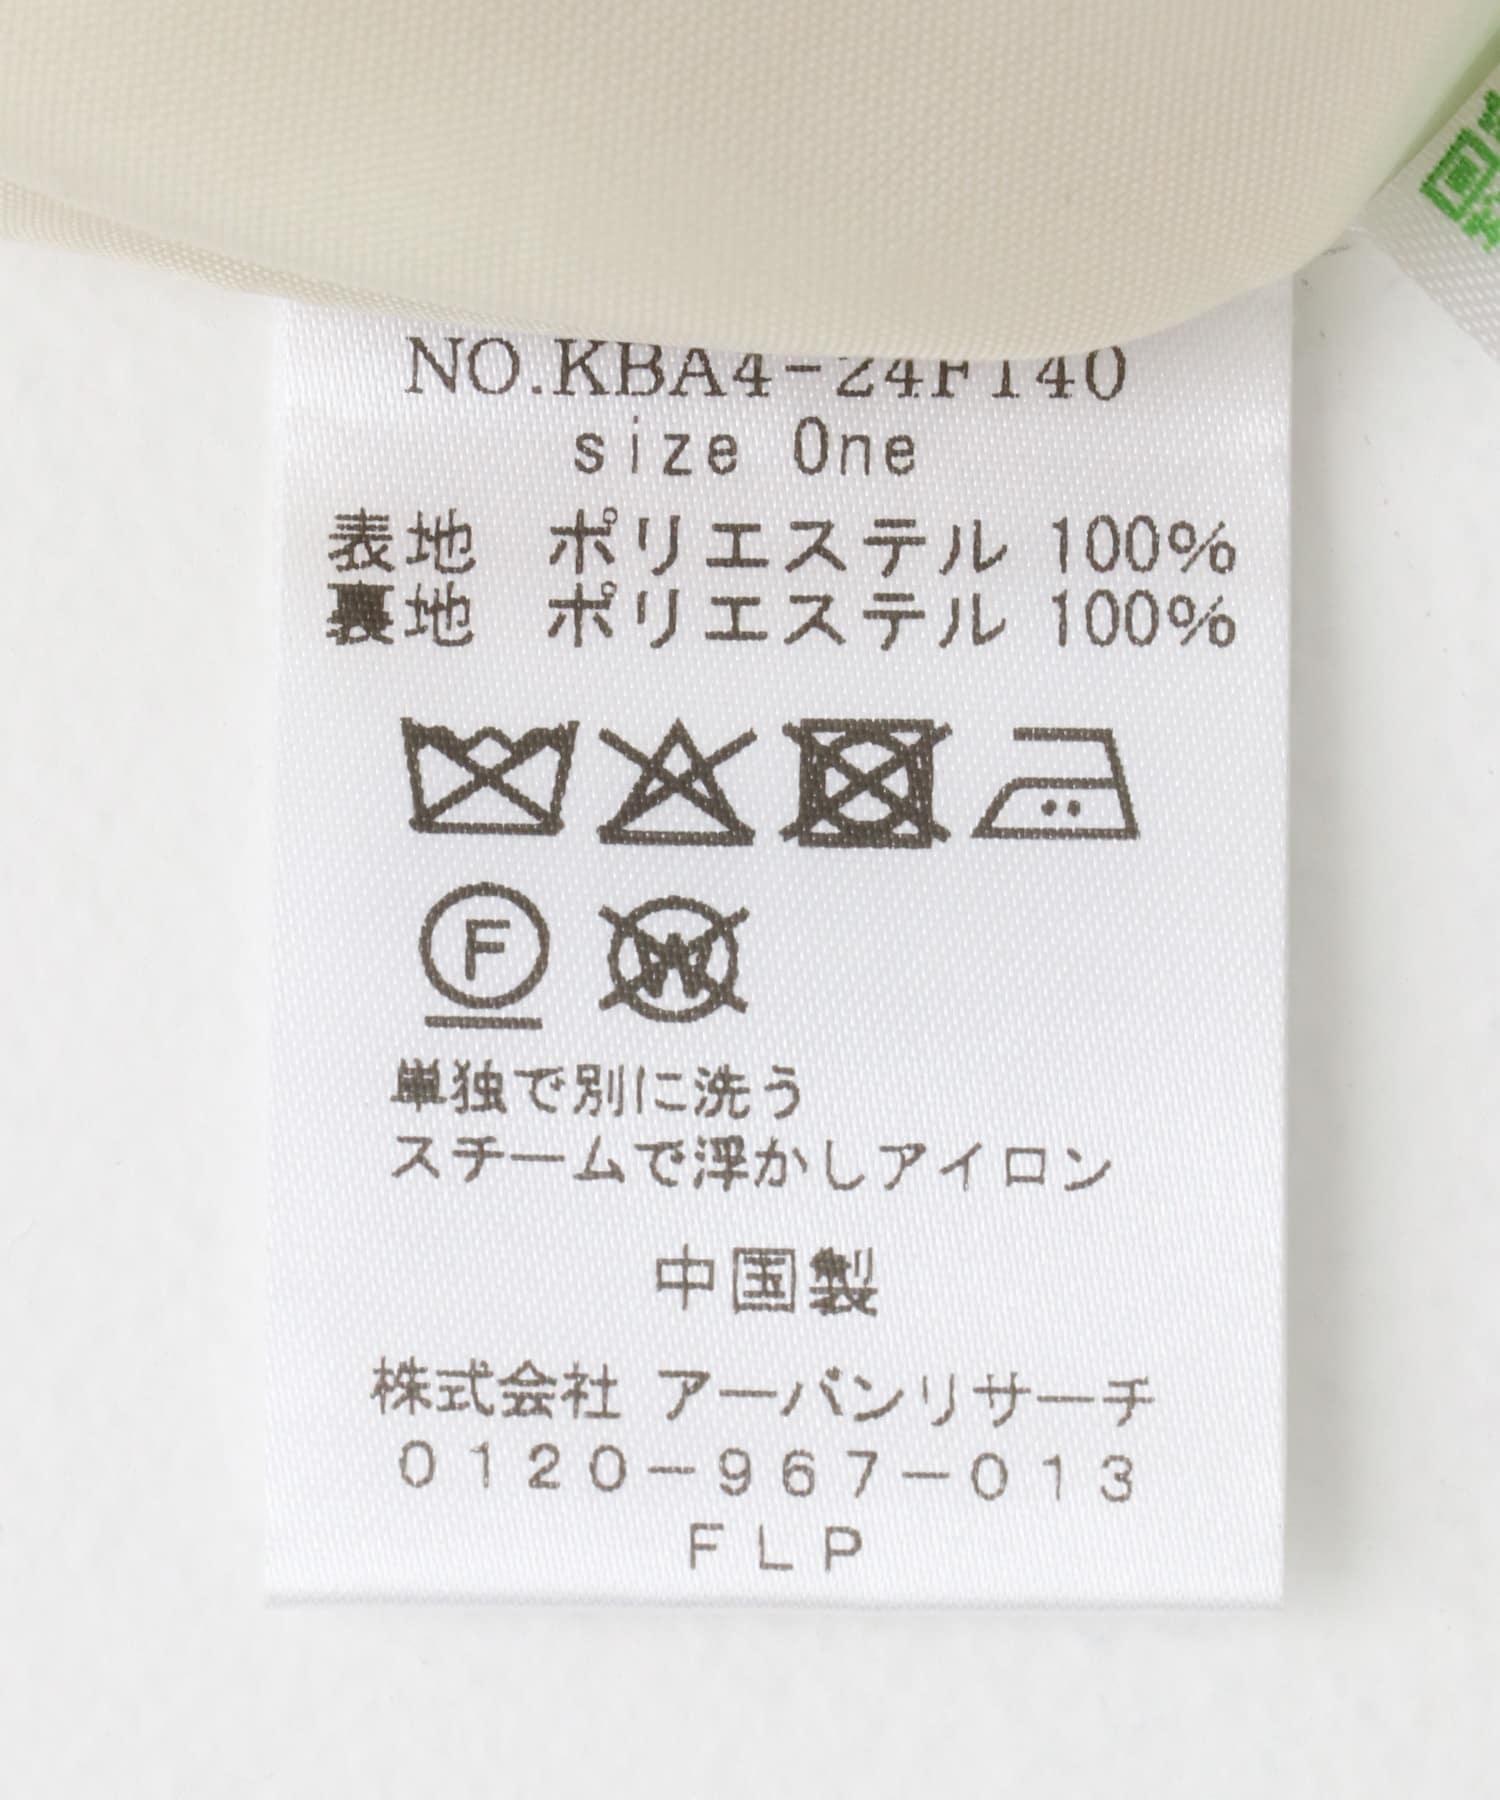 NO.KBA4-24F140
size One
表地 ポリエステル 100%
裏地 ポリエステル 100%
F
W
単独で別に洗う
スチームで浮かしアイロン
中国製
株式会社 アーバンリサーチ
0120-967-013
FLP